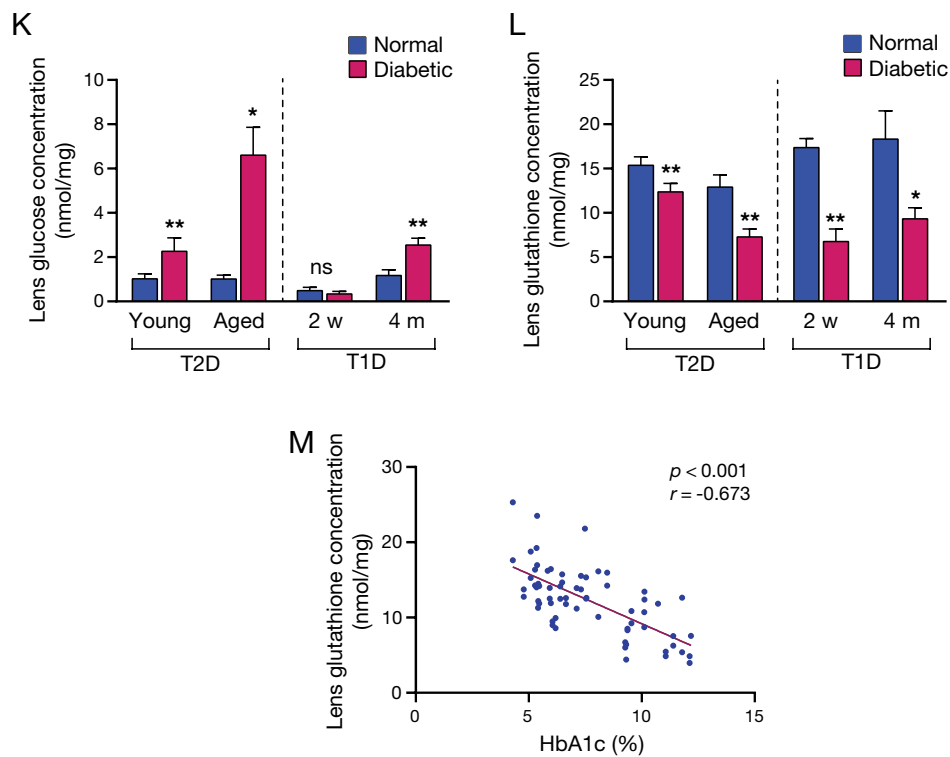 K
Normal
Diabetic
Lens glucose concentration
(nmol/mg)
10
8
6
4
2
0
**
*
ns
**
Young
Aged
2 w
4 m
T2D
T1D
L
Normal
Diabetic
Lens glutathione concentration
(nmol/mg)
25
20
15
10
5
0
**
**
**
*
Young
Aged
2 w
4 m
T2D
T1D
M
Lens glutathione concentration
(nmol/mg)
30
20
10
0
p < 0.001
r = -0.673
0
5
10
15
HbA1c (%)